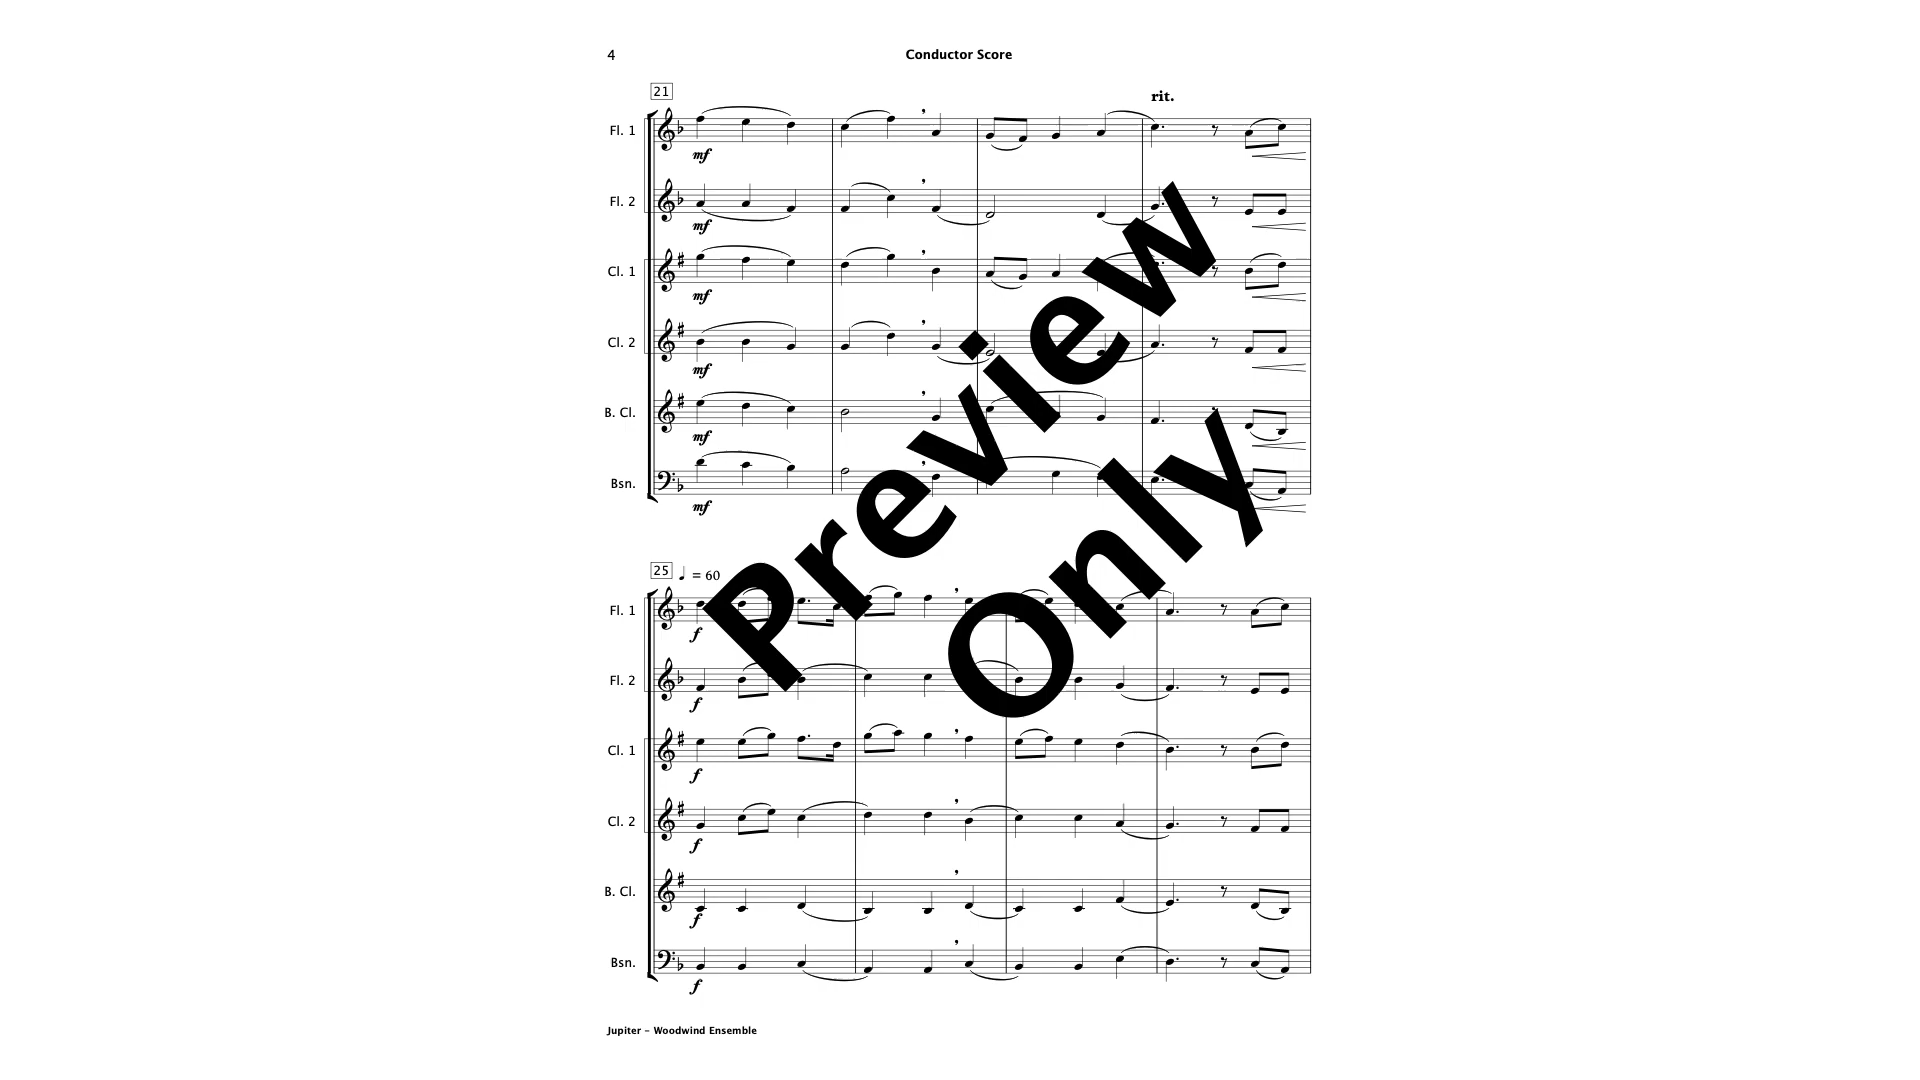 4
Conductor Score
21
rit.
Fl. 1
mf
Fl. 2
mf
Cl. 1
mf
Cl. 2
mf
B. Cl.
mf
Bsn.
mf
Preview
Only
25 ♩ = 60
Fl. 1
f
Fl. 2
f
Cl. 1
f
Cl. 2
f
B. Cl.
f
Bsn.
f
Jupiter – Woodwind Ensemble